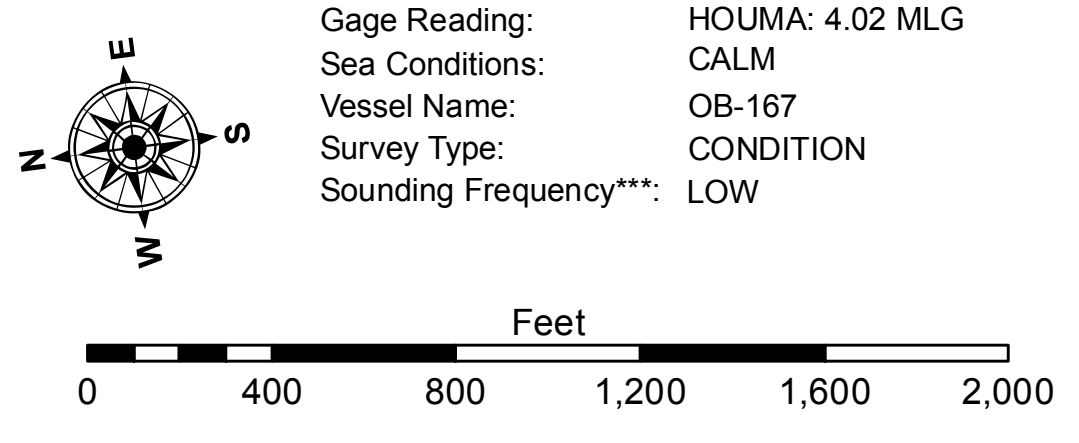 Gage Reading: HOUMA: 4.02 MLG
Sea Conditions: CALM
Vessel Name: OB-167
Survey Type: CONDITION
Sounding Frequency***: LOW
E
N
S
W
Feet
0 400 800 1,200 1,600 2,000